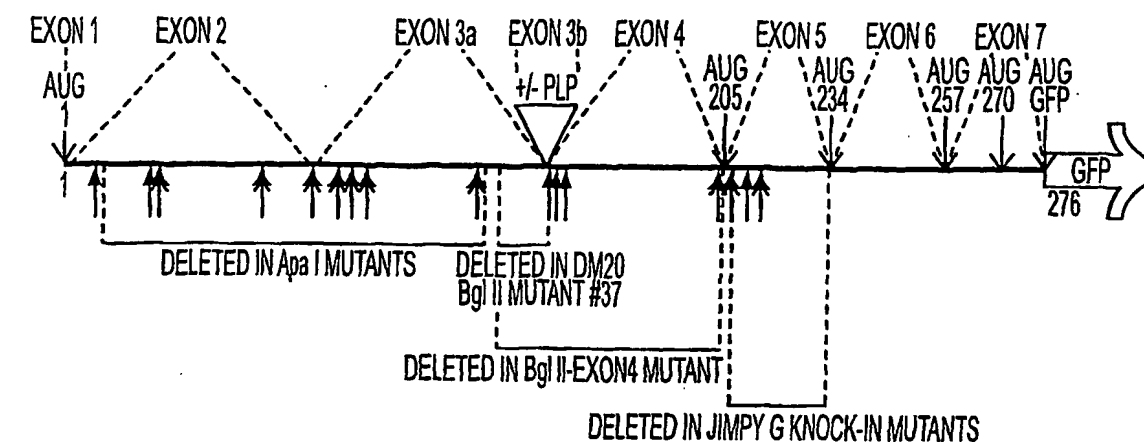 EXON 1 EXON 2 EXON 3a EXON 3b EXON 4 EXON 5 EXON 6 EXON 7
+/- PLP
AUG
1
AUG
205
AUG
234
AUG
257
AUG
270
AUG
GFP
1
GFP
276
DELETED IN Apa I MUTANTS
DELETED IN DM20
Bgl II MUTANT #37
DELETED IN Bgl II-EXON4 MUTANT
DELETED IN JIMPY G KNOCK-IN MUTANTS